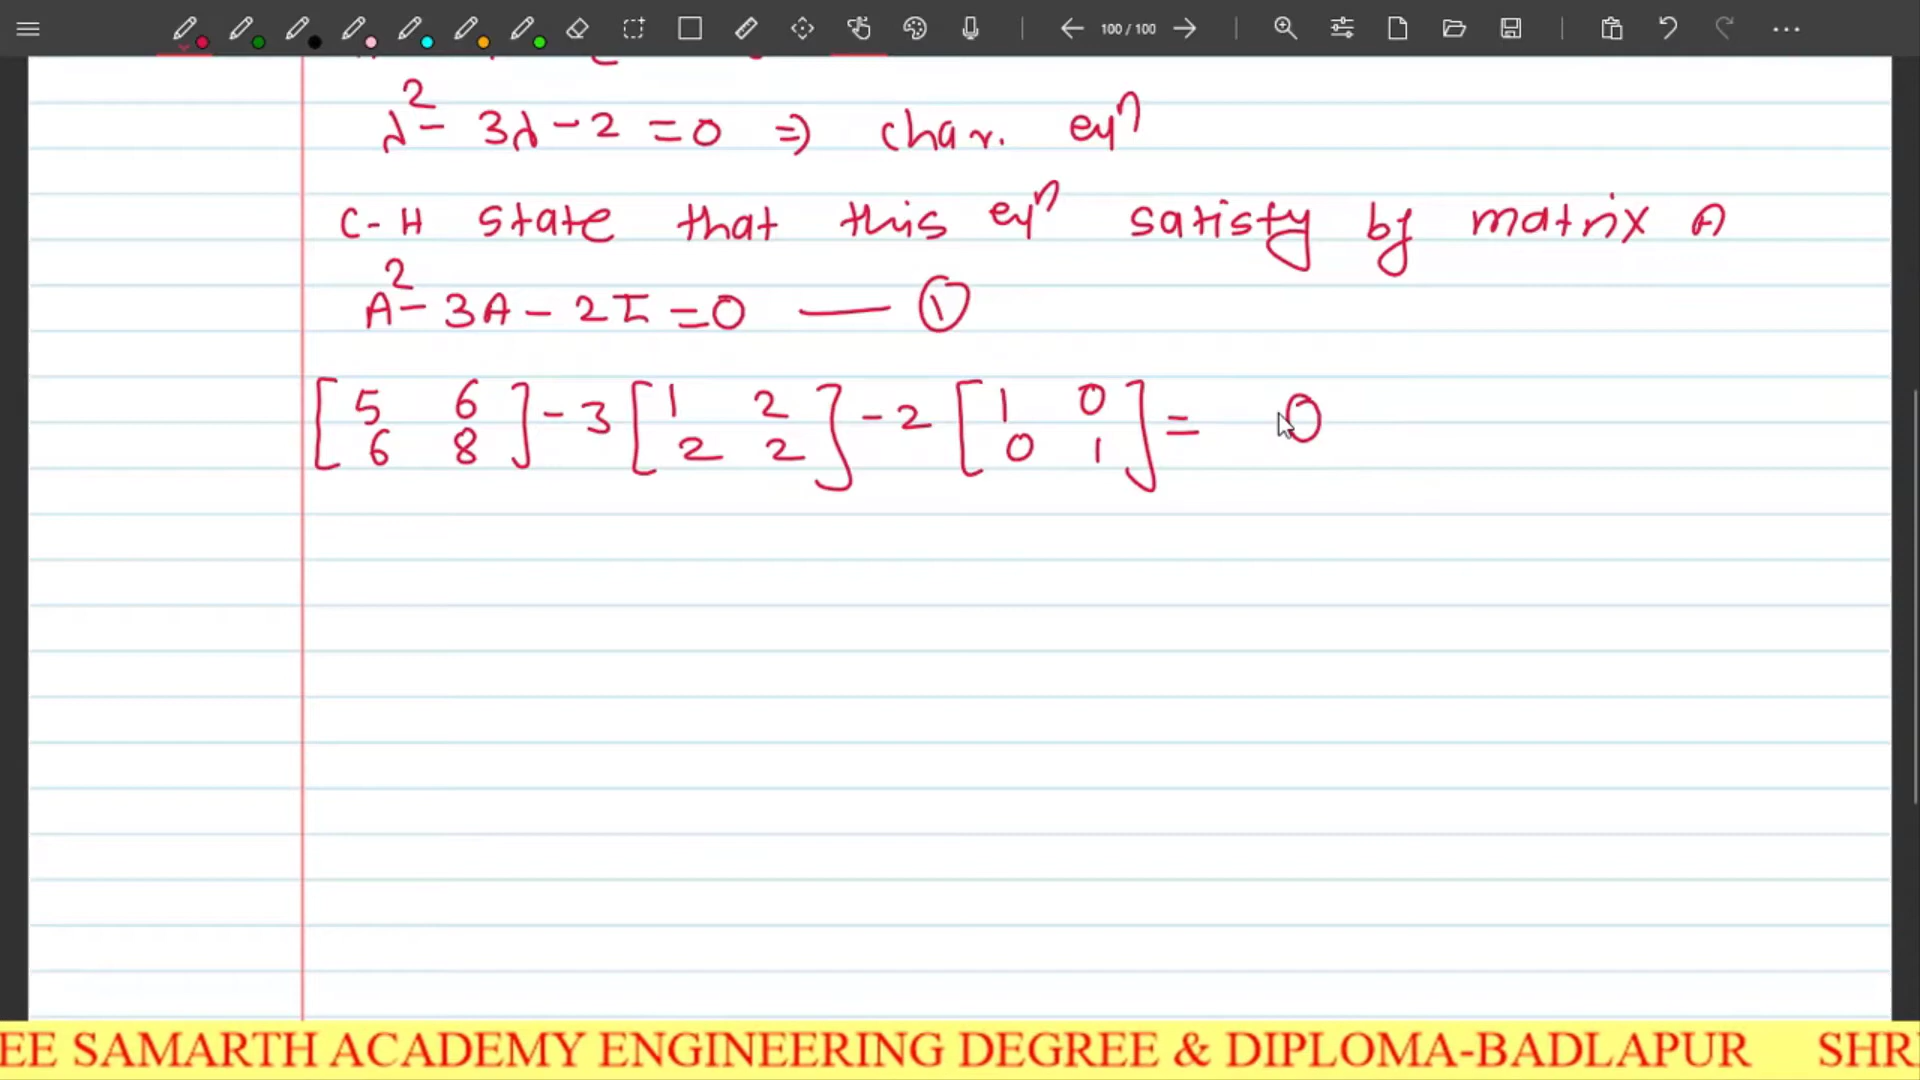 100 / 100
λ² - 3λ - 2 = 0 ⇒ char. eqⁿ
C-H state that this eqⁿ satisfy by matrix A
A² - 3A - 2I = 0 — ①
[5 6; 6 8] - 3 [1 2; 2 2] - 2 [1 0; 0 1] = 0
EE SAMARTH ACADEMY ENGINEERING DEGREE & DIPLOMA-BADLAPUR SHR